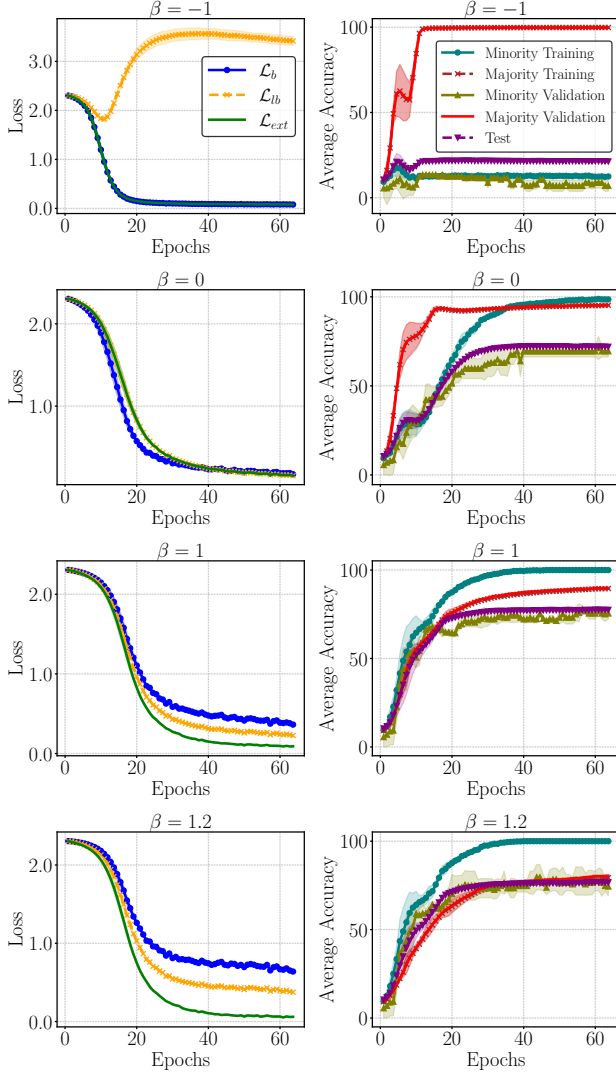 β = −1
β = −1
Loss
3.0
2.0
1.0
0.0
ℒ_b
ℒ_lb
ℒ_ext
0
20
40
60
Epochs
Average Accuracy
100
50
0
Minority Training
Majority Training
Minority Validation
Majority Validation
Test
0
20
40
60
Epochs
β = 0
β = 0
Loss
2.0
1.0
0
20
40
60
Epochs
Average Accuracy
100
50
0
0
20
40
60
Epochs
β = 1
β = 1
Loss
2.0
1.0
0.0
0
20
40
60
Epochs
Average Accuracy
100
50
0
0
20
40
60
Epochs
β = 1.2
β = 1.2
Loss
2.0
1.0
0.0
0
20
40
60
Epochs
Average Accuracy
100
50
0
0
20
40
60
Epochs